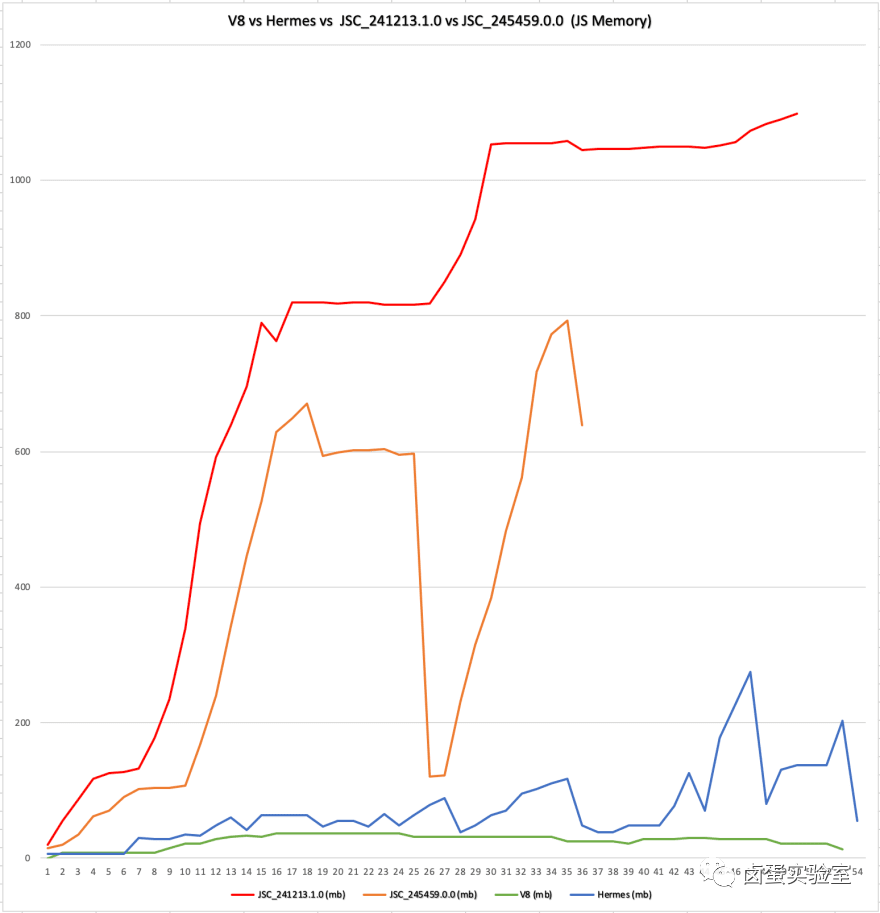 V8 vs Hermes vs JSC_241213.1.0 vs JSC_245459.0.0 (JS Memory)
1200
1000
800
600
400
200
0
1 2 3 4 5 6 7 8 9 10 11 12 13 14 15 16 17 18 19 20 21 22 23 24 25 26 27 28 29 30 31 32 33 34 35 36 37 38 39 40 41 42 43 54
卤蛋实验室
JSC_241213.1.0 (mb) JSC_245459.0.0 (mb) V8 (mb) Hermes (mb)